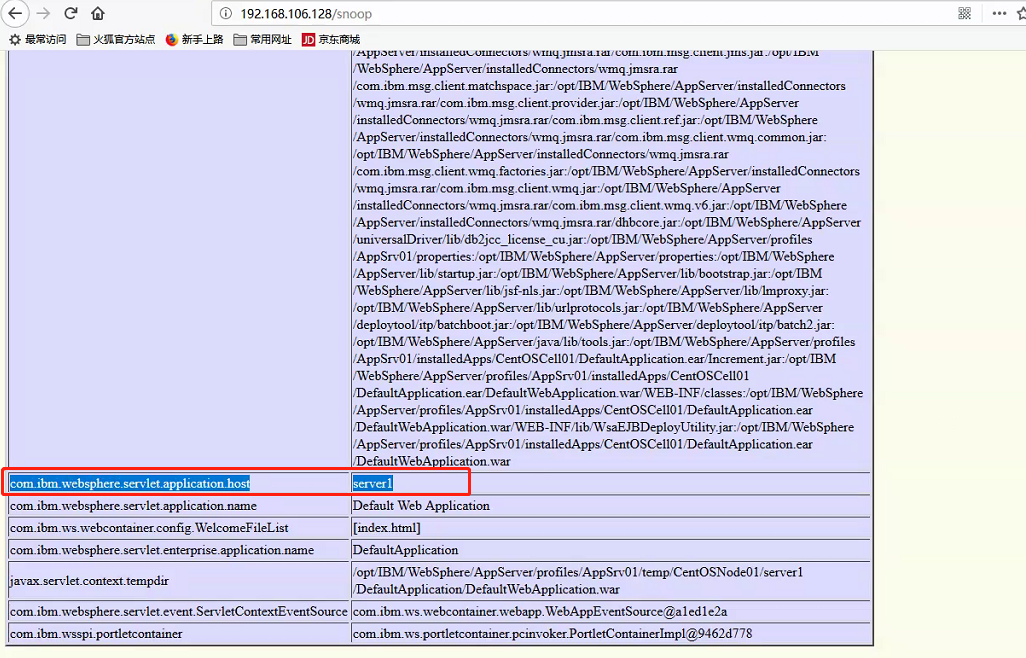 192.168.106.128/snoop
最常访问 火狐官方站点 新手上路 常用网址 JD 京东商城
/AppServer/installedConnectors/wmq.jmsra.rar/com.ibm.msg.client.jms.jar:/opt/IBM
/WebSphere/AppServer/installedConnectors/wmq.jmsra.rar
/com.ibm.msg.client.matchspace.jar:/opt/IBM/WebSphere/AppServer/installedConnectors
/wmq.jmsra.rar/com.ibm.msg.client.provider.jar:/opt/IBM/WebSphere/AppServer
/installedConnectors/wmq.jmsra.rar/com.ibm.msg.client.ref.jar:/opt/IBM/WebSphere
/AppServer/installedConnectors/wmq.jmsra.rar/com.ibm.msg.client.wmq.common.jar:
/opt/IBM/WebSphere/AppServer/installedConnectors/wmq.jmsra.rar
/com.ibm.msg.client.wmq.factories.jar:/opt/IBM/WebSphere/AppServer/installedConnectors
/wmq.jmsra.rar/com.ibm.msg.client.wmq.jar:/opt/IBM/WebSphere/AppServer
/installedConnectors/wmq.jmsra.rar/com.ibm.msg.client.wmq.v6.jar:/opt/IBM/WebSphere
/AppServer/installedConnectors/wmq.jmsra.rar/dhbcore.jar:/opt/IBM/WebSphere/AppServer
/universalDriver/lib/db2jcc_license_cu.jar:/opt/IBM/WebSphere/AppServer/profiles
/AppSrv01/properties:/opt/IBM/WebSphere/AppServer/properties:/opt/IBM/WebSphere
/AppServer/lib/startup.jar:/opt/IBM/WebSphere/AppServer/lib/bootstrap.jar:/opt/IBM
/WebSphere/AppServer/lib/jsf-nls.jar:/opt/IBM/WebSphere/AppServer/lib/lmproxy.jar:
/opt/IBM/WebSphere/AppServer/lib/urlprotocols.jar:/opt/IBM/WebSphere/AppServer
/deploytool/itp/batchboot.jar:/opt/IBM/WebSphere/AppServer/deploytool/itp/batch2.jar:
/opt/IBM/WebSphere/AppServer/java/lib/tools.jar:/opt/IBM/WebSphere/AppServer/profiles
/AppSrv01/installedApps/CentOSCell01/DefaultApplication.ear/Increment.jar:/opt/IBM
/WebSphere/AppServer/profiles/AppSrv01/installedApps/CentOSCell01
/DefaultApplication.ear/DefaultWebApplication.war/WEB-INF/classes:/opt/IBM/WebSphere
/AppServer/profiles/AppSrv01/installedApps/CentOSCell01/DefaultApplication.ear
/DefaultWebApplication.war/WEB-INF/lib/WsaEJBDeployUtility.jar:/opt/IBM/WebSphere
/AppServer/profiles/AppSrv01/installedApps/CentOSCell01/DefaultApplication.ear
/DefaultWebApplication.war
com.ibm.websphere.servlet.application.host server1
com.ibm.websphere.servlet.application.name Default Web Application
com.ibm.ws.webcontainer.config.WelcomeFileList [index.html]
com.ibm.websphere.servlet.enterprise.application.name DefaultApplication
javax.servlet.context.tempdir /opt/IBM/WebSphere/AppServer/profiles/AppSrv01/temp/CentOSNode01/server1
/DefaultApplication/DefaultWebApplication.war
com.ibm.websphere.servlet.event.ServletContextEventSource com.ibm.ws.webcontainer.webapp.WebAppEventSource@a1ed1e2a
com.ibm.wsspi.portletcontainer com.ibm.ws.portletcontainer.pcinvoker.PortletContainerImpl@9462d778